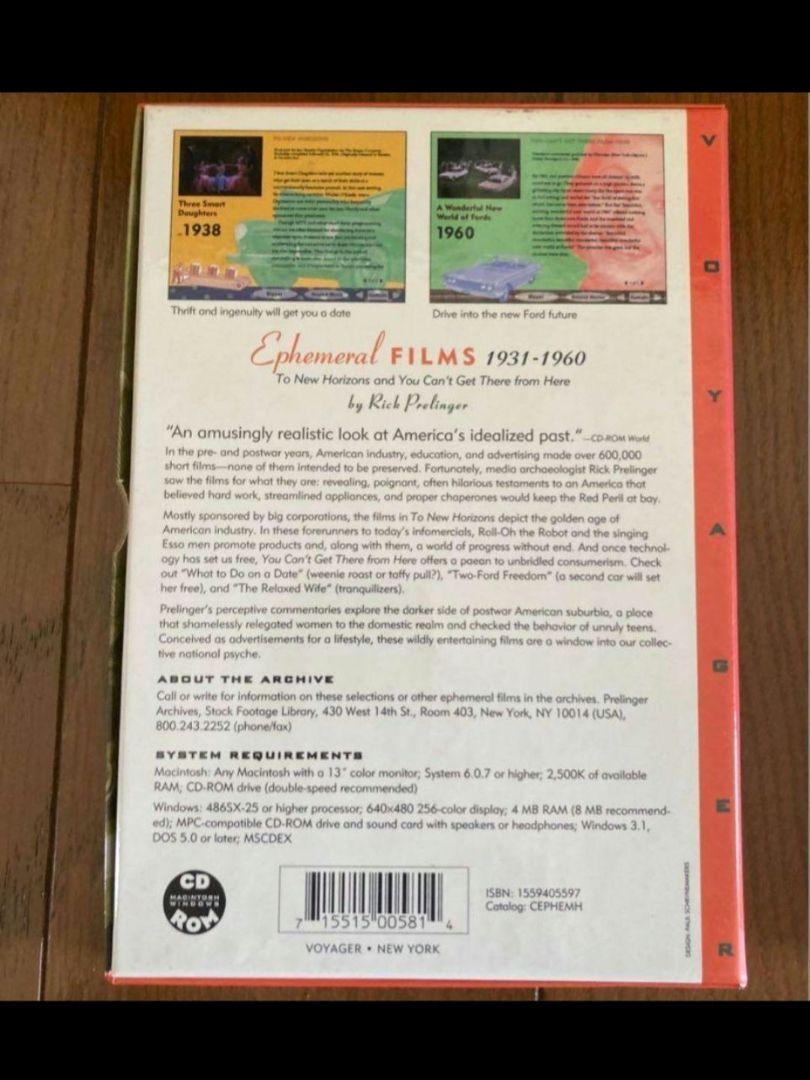 Three Smart
Daughters
1938
A Wonderful New
World of Fords
1960
Thrift and ingenuity will get you a date
Drive into the new Ford future
Ephemeral FILMS 1931-1960
To New Horizons and You Can't Get There from Here
by Rick Prelinger
"An amusingly realistic look at America's idealized past."—CD-ROM World
In the pre- and postwar years, American industry, education, and advertising made over 600,000
short films—none of them intended to be preserved. Fortunately, media archaeologist Rick Prelinger
saw the films for what they are: revealing, poignant, often hilarious testaments to an America that
believed hard work, streamlined appliances, and proper chaperones would keep the Red Peril at bay.
Mostly sponsored by big corporations, the films in To New Horizons depict the golden age of
American industry. In these forerunners to today's infomercials, Roll-Oh the Robot and the singing
Esso men promote products and, along with them, a world of progress without end. And once technol-
ogy has set us free, You Can't Get There from Here offers a paean to unbridled consumerism. Check
out "What to Do on a Date" (weenie roast or taffy pull?), "Two-Ford Freedom" (a second car will set
her free), and "The Relaxed Wife" (tranquilizers).
Prelinger's perceptive commentaries explore the darker side of postwar American suburbia, a place
that shamelessly relegated women to the domestic realm and checked the behavior of unruly teens.
Conceived as advertisements for a lifestyle, these wildly entertaining films are a window into our collec-
tive national psyche.
ABOUT THE ARCHIVE
Call or write for information on these selections or other ephemeral films in the archives. Prelinger
Archives, Stock Footage Library, 430 West 14th St., Room 403, New York, NY 10014 (USA),
800.243.2252 (phone/fax)
SYSTEM REQUIREMENTS
Macintosh: Any Macintosh with a 13" color monitor; System 6.0.7 or higher; 2,500K of available
RAM; CD-ROM drive (double-speed recommended)
Windows: 486SX-25 or higher processor; 640x480 256-color display; 4 MB RAM (8 MB recommend-
ed); MPC-compatible CD-ROM drive and sound card with speakers or headphones; Windows 3.1,
DOS 5.0 or later; MSCDEX
CD
MACINTOSH
WINDOWS
ROM
7 15515 00581 4
VOYAGER • NEW YORK
ISBN: 1559405597
Catalog: CEPHEMH
DESIGN: PAUL SCHRYNEMAKERS
VOYAGER